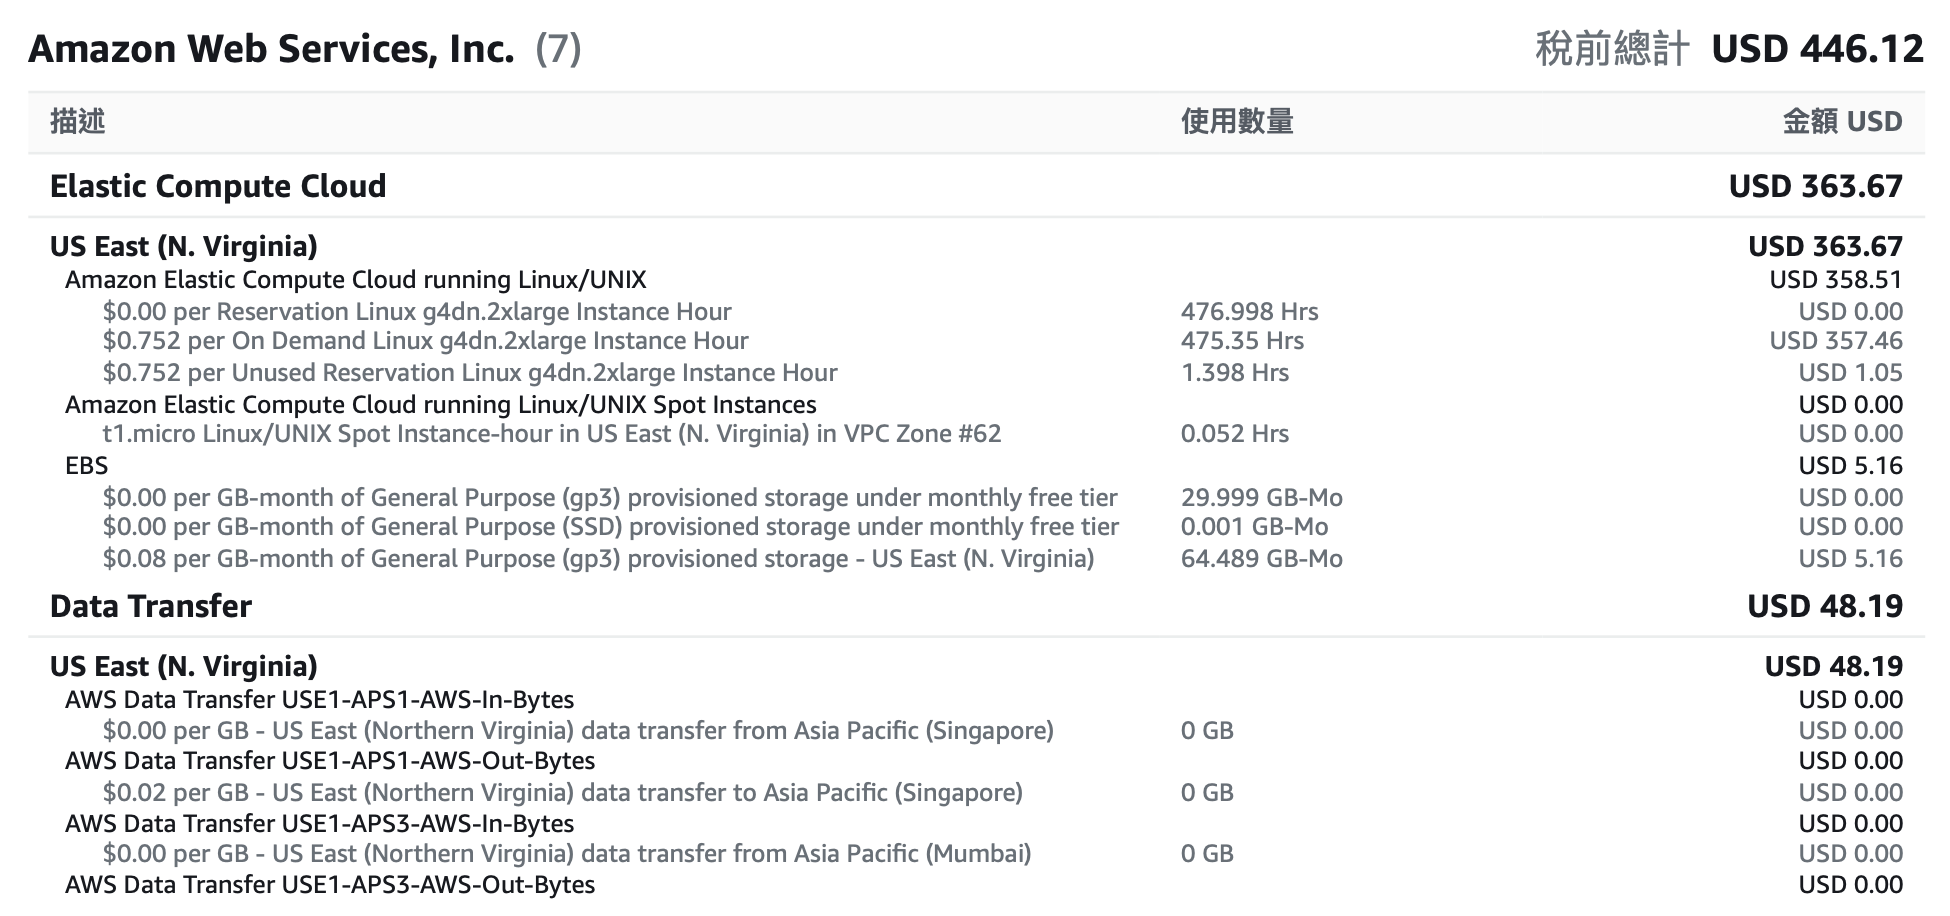 Amazon Web Services, Inc. (7) 稅前總計 USD 446.12
描述 使用數量 金額 USD
Elastic Compute Cloud USD 363.67
US East (N. Virginia) USD 363.67
Amazon Elastic Compute Cloud running Linux/UNIX USD 358.51
$0.00 per Reservation Linux g4dn.2xlarge Instance Hour 476.998 Hrs USD 0.00
$0.752 per On Demand Linux g4dn.2xlarge Instance Hour 475.35 Hrs USD 357.46
$0.752 per Unused Reservation Linux g4dn.2xlarge Instance Hour 1.398 Hrs USD 1.05
Amazon Elastic Compute Cloud running Linux/UNIX Spot Instances USD 0.00
t1.micro Linux/UNIX Spot Instance-hour in US East (N. Virginia) in VPC Zone #62 0.052 Hrs USD 0.00
EBS USD 5.16
$0.00 per GB-month of General Purpose (gp3) provisioned storage under monthly free tier 29.999 GB-Mo USD 0.00
$0.00 per GB-month of General Purpose (SSD) provisioned storage under monthly free tier 0.001 GB-Mo USD 0.00
$0.08 per GB-month of General Purpose (gp3) provisioned storage - US East (N. Virginia) 64.489 GB-Mo USD 5.16
Data Transfer USD 48.19
US East (N. Virginia) USD 48.19
AWS Data Transfer USE1-APS1-AWS-In-Bytes USD 0.00
$0.00 per GB - US East (Northern Virginia) data transfer from Asia Pacific (Singapore) 0 GB USD 0.00
AWS Data Transfer USE1-APS1-AWS-Out-Bytes USD 0.00
$0.02 per GB - US East (Northern Virginia) data transfer to Asia Pacific (Singapore) 0 GB USD 0.00
AWS Data Transfer USE1-APS3-AWS-In-Bytes USD 0.00
$0.00 per GB - US East (Northern Virginia) data transfer from Asia Pacific (Mumbai) 0 GB USD 0.00
AWS Data Transfer USE1-APS3-AWS-Out-Bytes USD 0.00